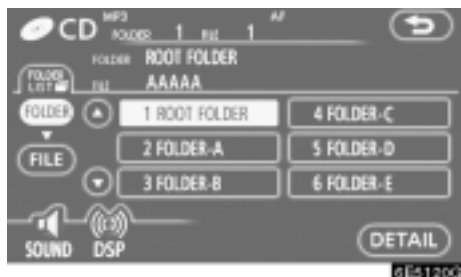 CD MP3 FOLDER 1 FILE 1 AF
FOLDER ROOT FOLDER
FOLDER LIST FILE AAAAA
FOLDER 1 ROOT FOLDER 4 FOLDER-C
FILE 2 FOLDER-A 5 FOLDER-D
3 FOLDER-B 6 FOLDER-E
SOUND DSP DETAIL
6E51200